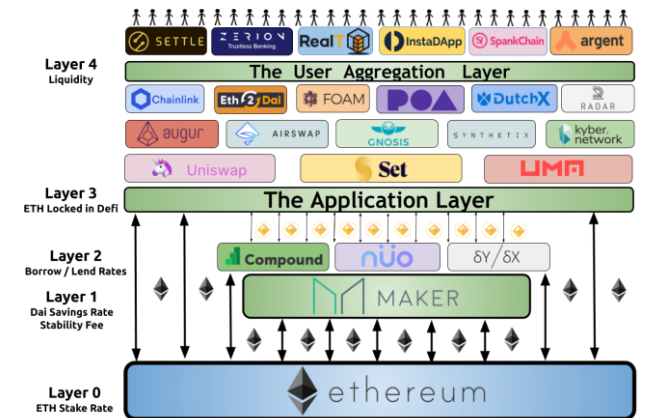 SETTLE
ZERION
Trustless Banking
RealT
InstaDApp
SpankChain
argent
Layer 4
Liquidity
The User Aggregation Layer
Chainlink
Eth2Dai
FOAM
POA
DutchX
RADAR
augur
AIRSWAP
GNOSIS
SYNTHETIX
kyber.
network
Uniswap
Set
UMA
Layer 3
ETH Locked in Defi
The Application Layer
Layer 2
Borrow / Lend Rates
Compound
nüo
δY/δX
Layer 1
Dai Savings Rate
Stability Fee
MAKER
Layer 0
ETH Stake Rate
ethereum